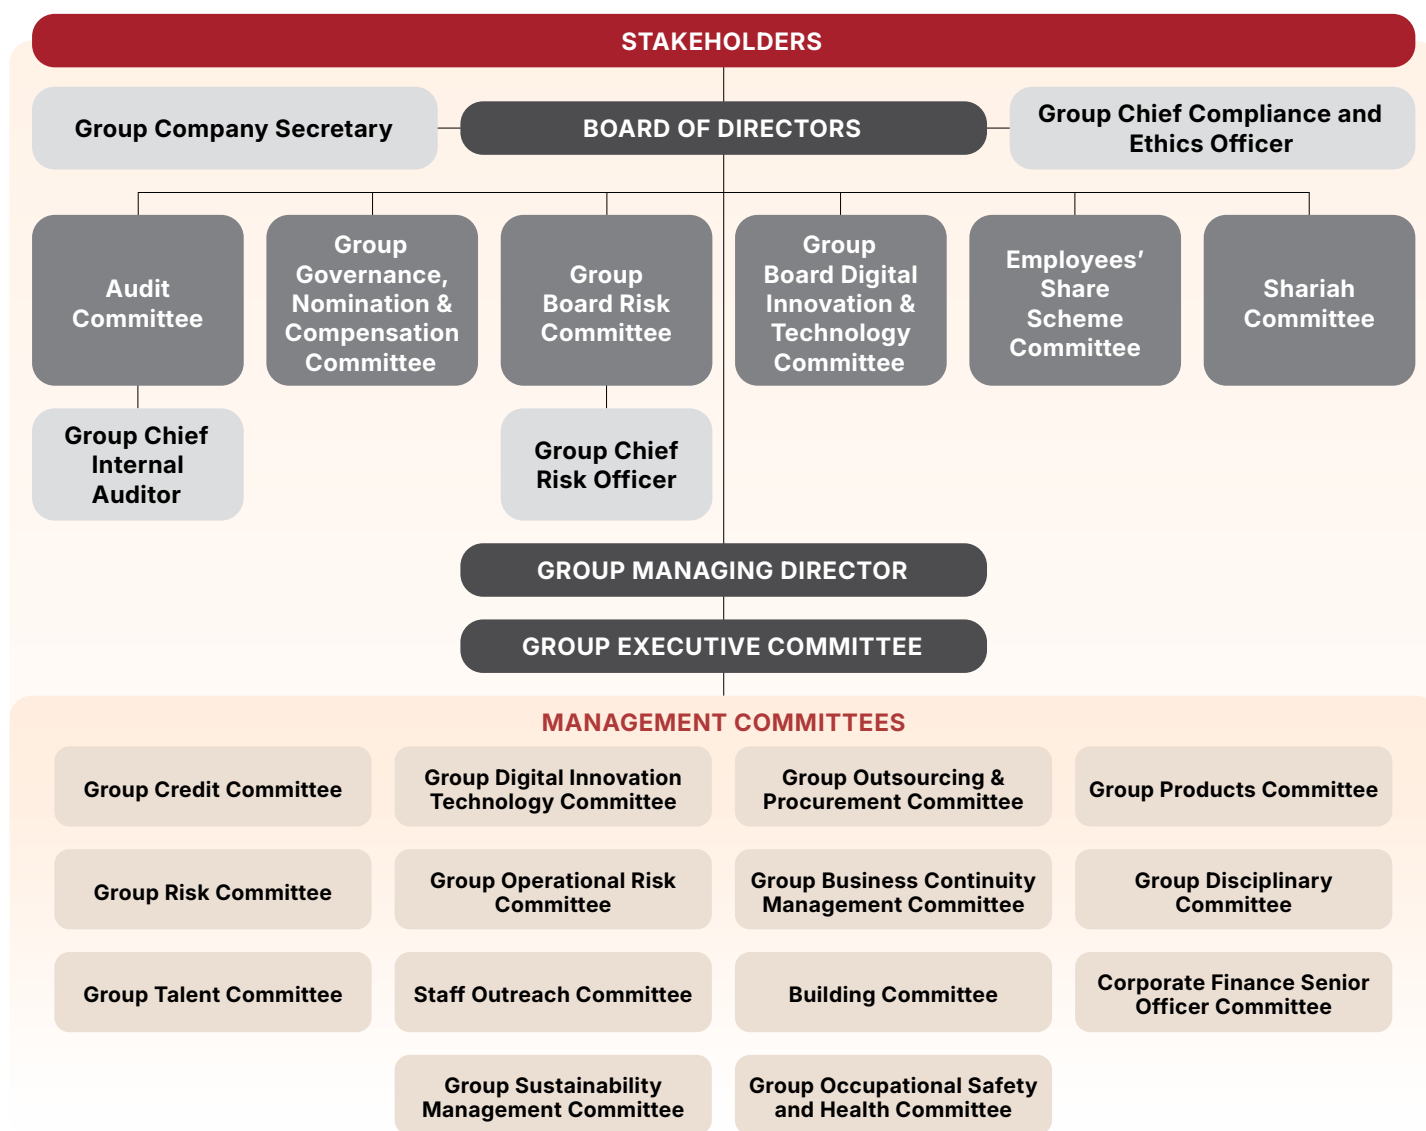 STAKEHOLDERS
Group Company Secretary
BOARD OF DIRECTORS
Group Chief Compliance and
Ethics Officer
Audit
Committee
Group
Governance,
Nomination &
Compensation
Committee
Group
Board Risk
Committee
Group
Board Digital
Innovation &
Technology
Committee
Employees’
Share
Scheme
Committee
Shariah
Committee
Group Chief
Internal
Auditor
Group Chief
Risk Officer
GROUP MANAGING DIRECTOR
GROUP EXECUTIVE COMMITTEE
MANAGEMENT COMMITTEES
Group Credit Committee
Group Digital Innovation
Technology Committee
Group Outsourcing &
Procurement Committee
Group Products Committee
Group Risk Committee
Group Operational Risk
Committee
Group Business Continuity
Management Committee
Group Disciplinary
Committee
Group Talent Committee
Staff Outreach Committee
Building Committee
Corporate Finance Senior
Officer Committee
Group Sustainability
Management Committee
Group Occupational Safety
and Health Committee